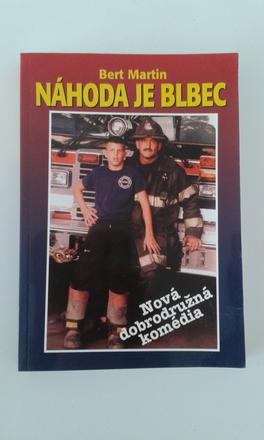 Bert Martin
NÁHODA JE BLBEC
Nová
dobrodružná
komédia